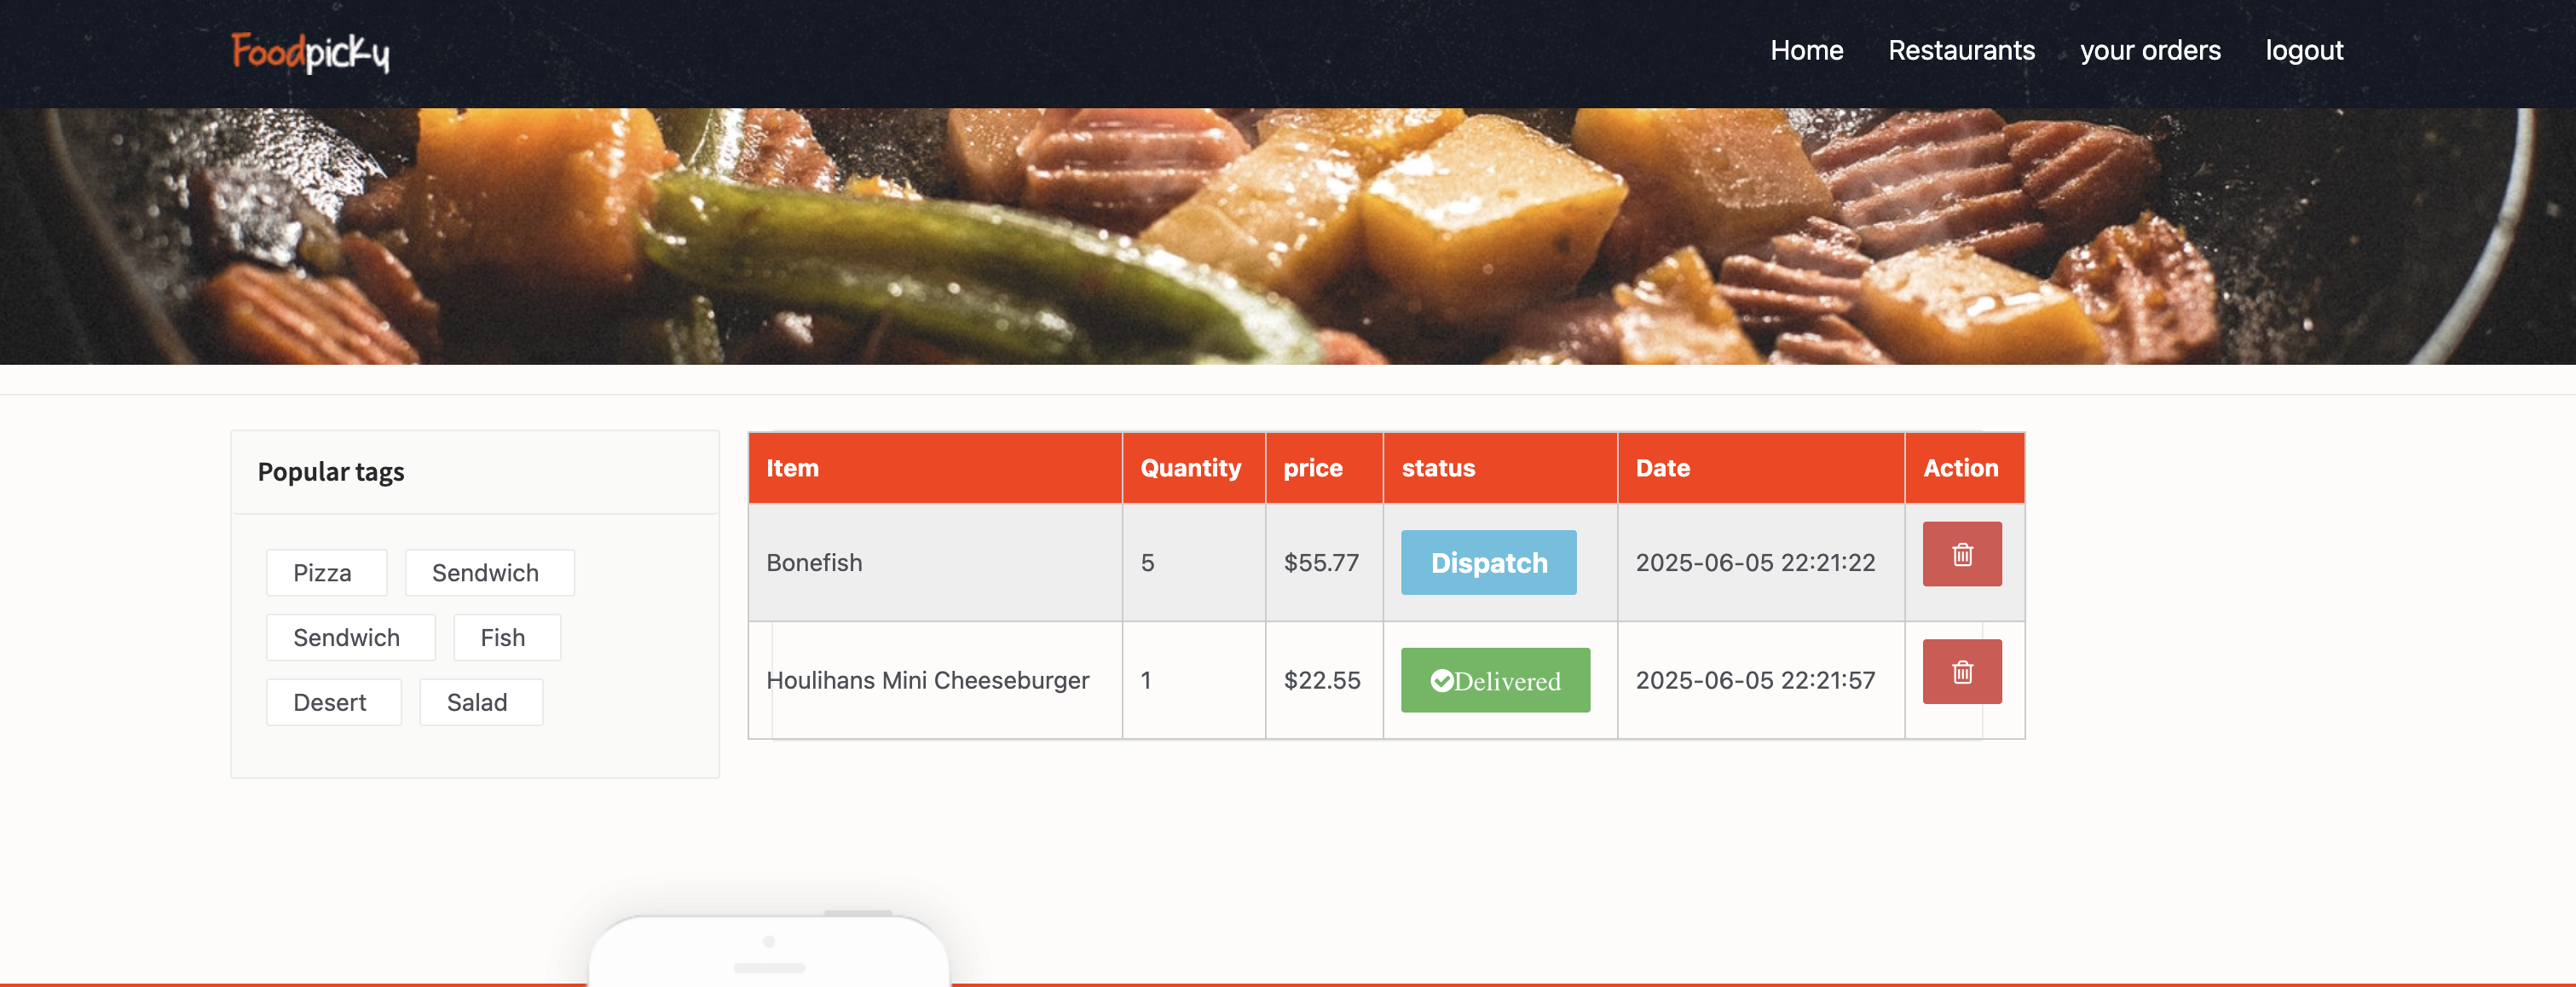 Foodpicky
Home Restaurants your orders logout
Popular tags
Pizza Sendwich
Sendwich Fish
Desert Salad
Item Quantity price status Date Action
Bonefish 5 $55.77 Dispatch 2025-06-05 22:21:22
Houlihans Mini Cheeseburger 1 $22.55 Delivered 2025-06-05 22:21:57